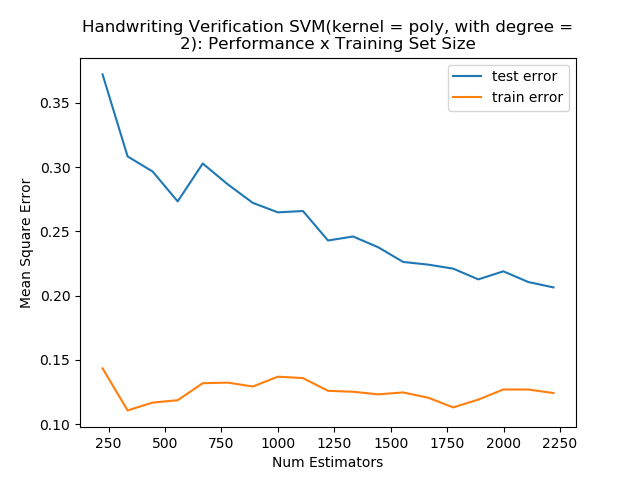 Handwriting Verification SVM(kernel = poly, with degree =
2): Performance x Training Set Size
test error
train error
0.35
0.30
0.25
0.20
0.15
0.10
Mean Square Error
250
500
750
1000
1250
1500
1750
2000
2250
Num Estimators